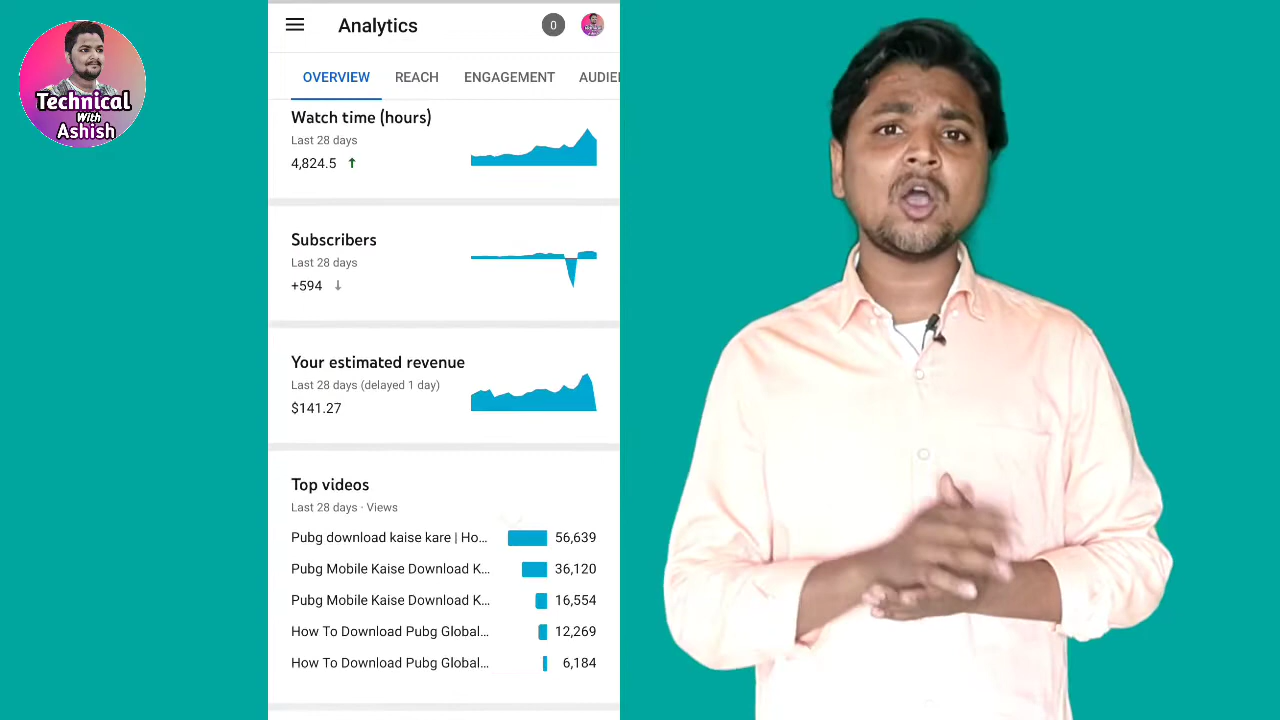 Technical
With
Ashish
Analytics
0
OVERVIEW REACH ENGAGEMENT AUDIE
Watch time (hours)
Last 28 days
4,824.5
Subscribers
Last 28 days
+594
Your estimated revenue
Last 28 days (delayed 1 day)
$141.27
Top videos
Last 28 days · Views
Pubg download kaise kare | Ho... 56,639
Pubg Mobile Kaise Download K... 36,120
Pubg Mobile Kaise Download K... 16,554
How To Download Pubg Global... 12,269
How To Download Pubg Global... 6,184